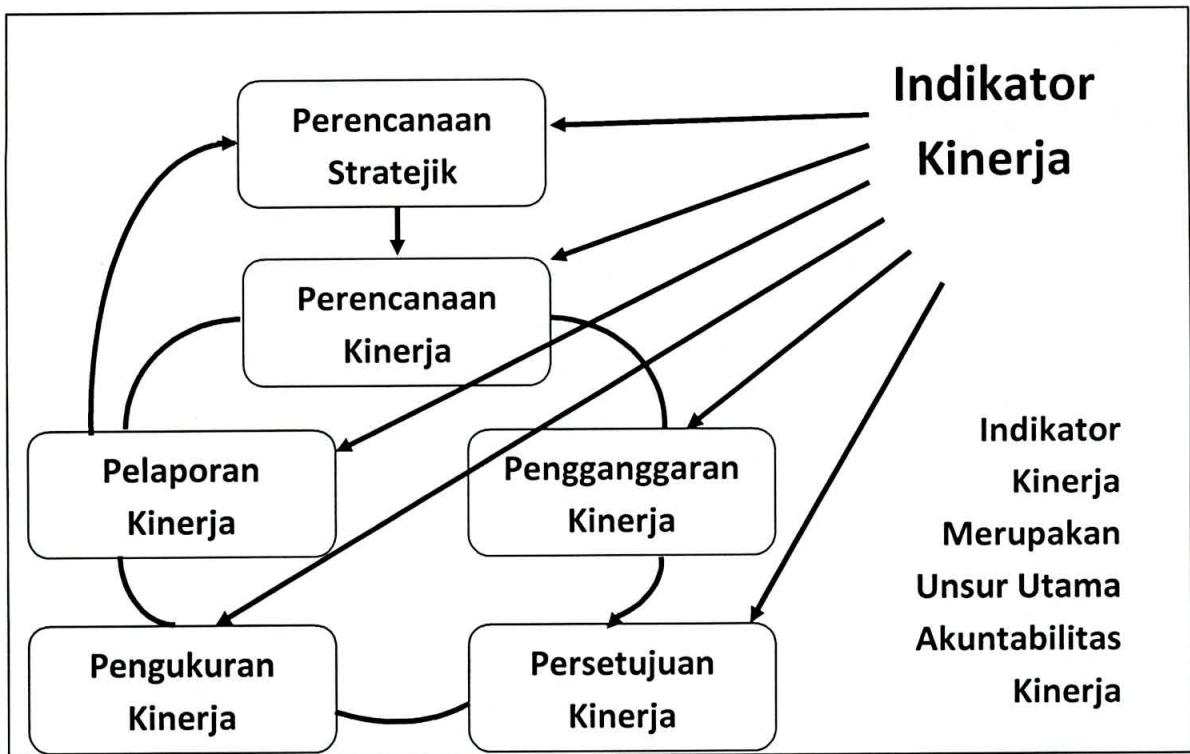 Indikator
Kinerja
Perencanaan
Stratejik
Perencanaan
Kinerja
Pelaporan
Kinerja
Pengganggaran
Kinerja
Pengukuran
Kinerja
Persetujuan
Kinerja
Indikator
Kinerja
Merupakan
Unsur Utama
Akuntabilitas
Kinerja